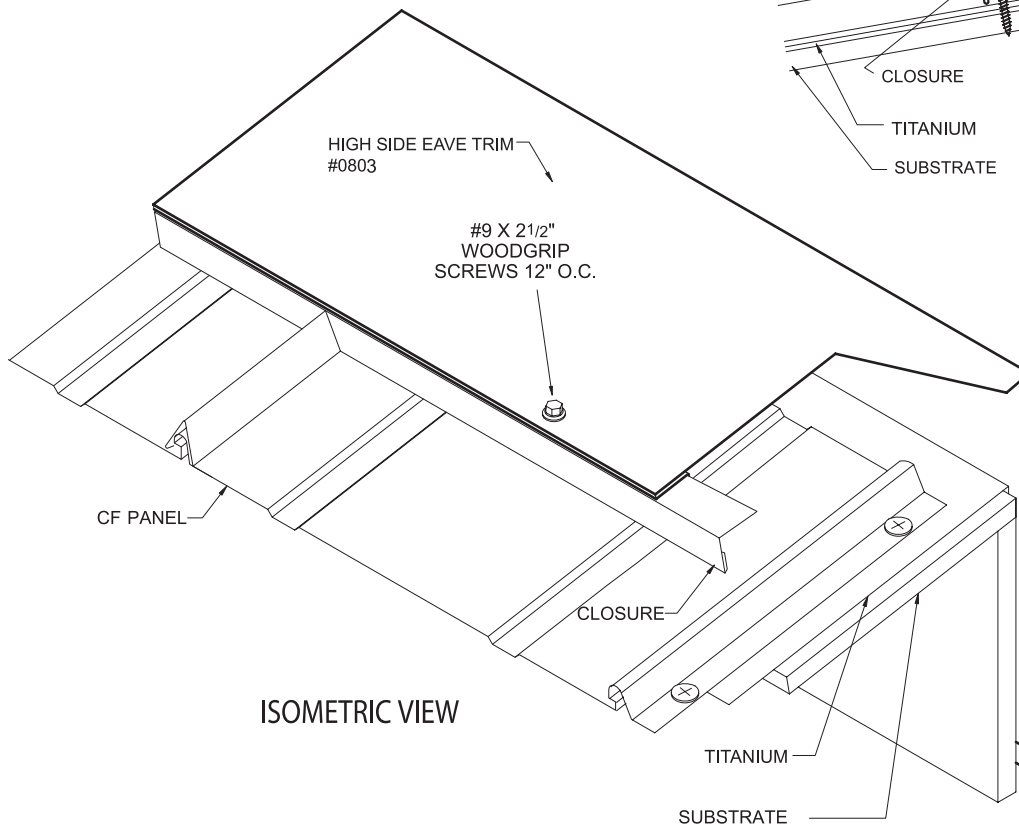 CLOSURE
TITANIUM
SUBSTRATE
HIGH SIDE EAVE TRIM
#0803
#9 X 21/2"
WOODGRIP
SCREWS 12" O.C.
CF PANEL
CLOSURE
ISOMETRIC VIEW
TITANIUM
SUBSTRATE